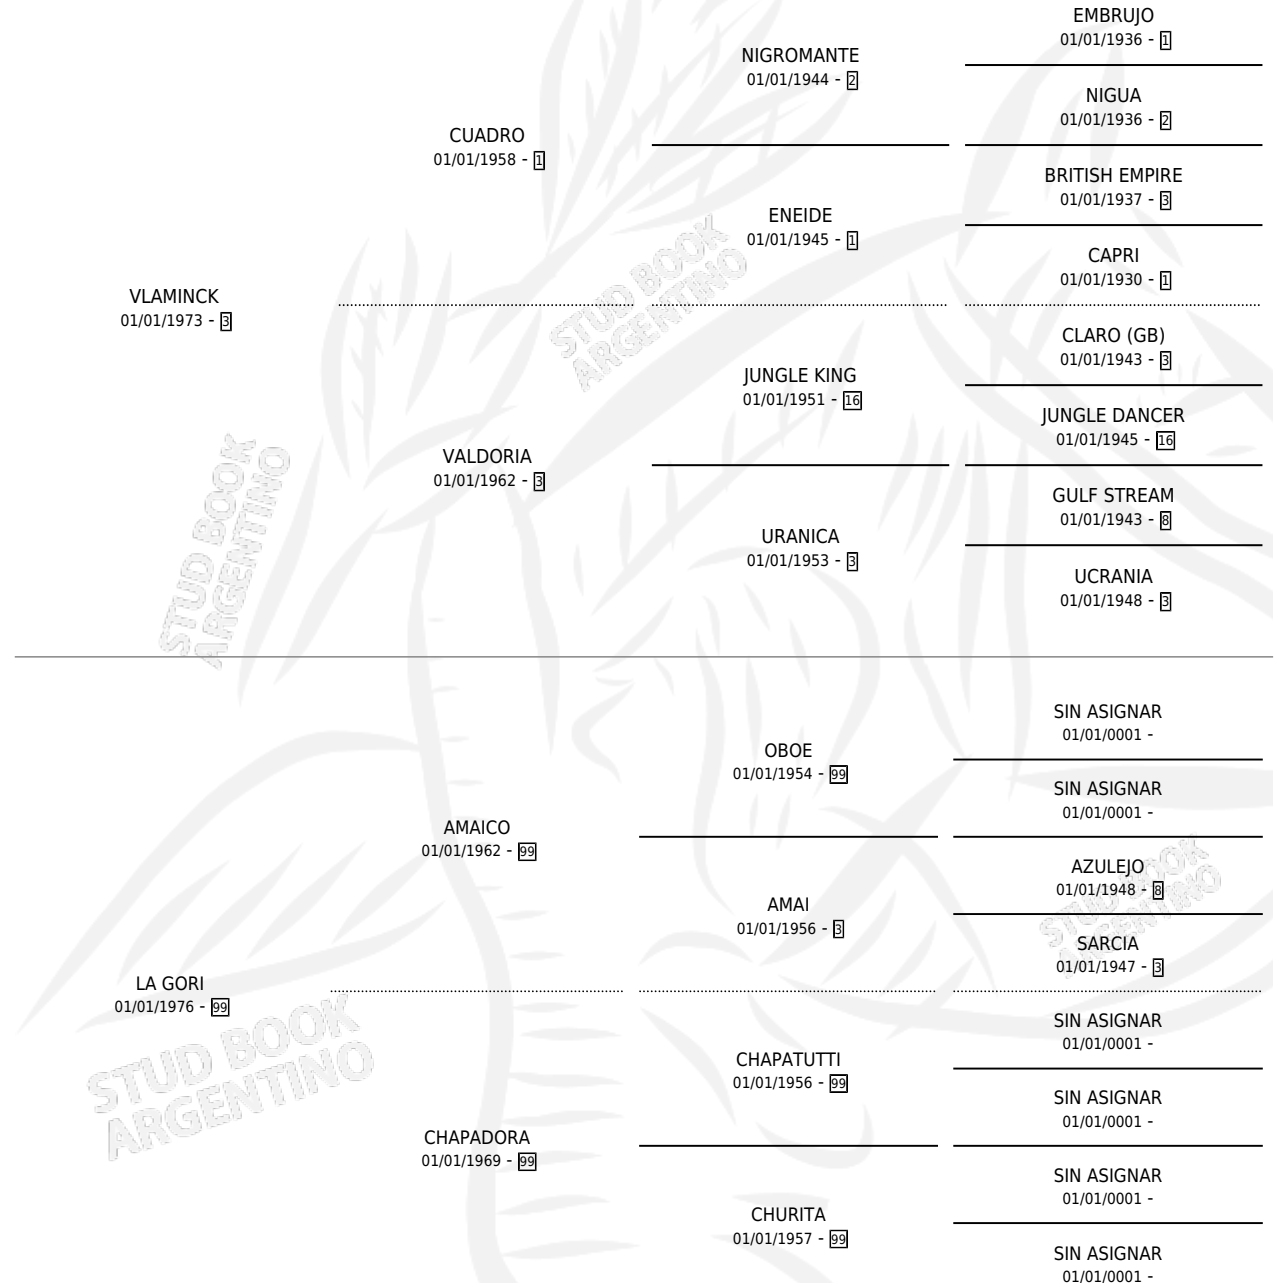 EMBRUJO
01/01/1936 - 1
NIGROMANTE
01/01/1944 - 2
NIGUA
01/01/1936 - 2
CUADRO
01/01/1958 - 1
BRITISH EMPIRE
01/01/1937 - 3
ENEIDE
01/01/1945 - 1
CAPRI
01/01/1930 - 1
VLAMINCK
01/01/1973 - 3
STUD BOOK
ARGENTINO
CLARO (GB)
01/01/1943 - 3
JUNGLE KING
01/01/1951 - 16
JUNGLE DANCER
01/01/1945 - 16
VALDORIA
01/01/1962 - 3
GULF STREAM
01/01/1943 - 8
URANICA
01/01/1953 - 3
UCRANIA
01/01/1948 - 3
STUD BOOK
ARGENTINO
SIN ASIGNAR
01/01/0001 -
OBOE
01/01/1954 - 99
SIN ASIGNAR
01/01/0001 -
AMAICO
01/01/1962 - 99
AZULEJO
01/01/1948 - 8
AMAI
01/01/1956 - 3
SARCIA
01/01/1947 - 3
STUD BOOK
ARGENTINO
LA GORI
01/01/1976 - 99
STUD BOOK
ARGENTINO
SIN ASIGNAR
01/01/0001 -
CHAPATUTTI
01/01/1956 - 99
SIN ASIGNAR
01/01/0001 -
CHAPADORA
01/01/1969 - 99
SIN ASIGNAR
01/01/0001 -
CHURITA
01/01/1957 - 99
SIN ASIGNAR
01/01/0001 -